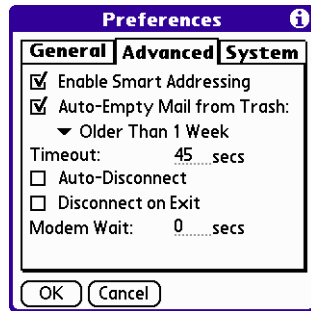 Preferences
General Advanced System
Enable Smart Addressing
Auto-Empty Mail from Trash:
Older Than 1 Week
Timeout: 45 secs
Auto-Disconnect
Disconnect on Exit
Modem Wait: 0 secs
OK Cancel